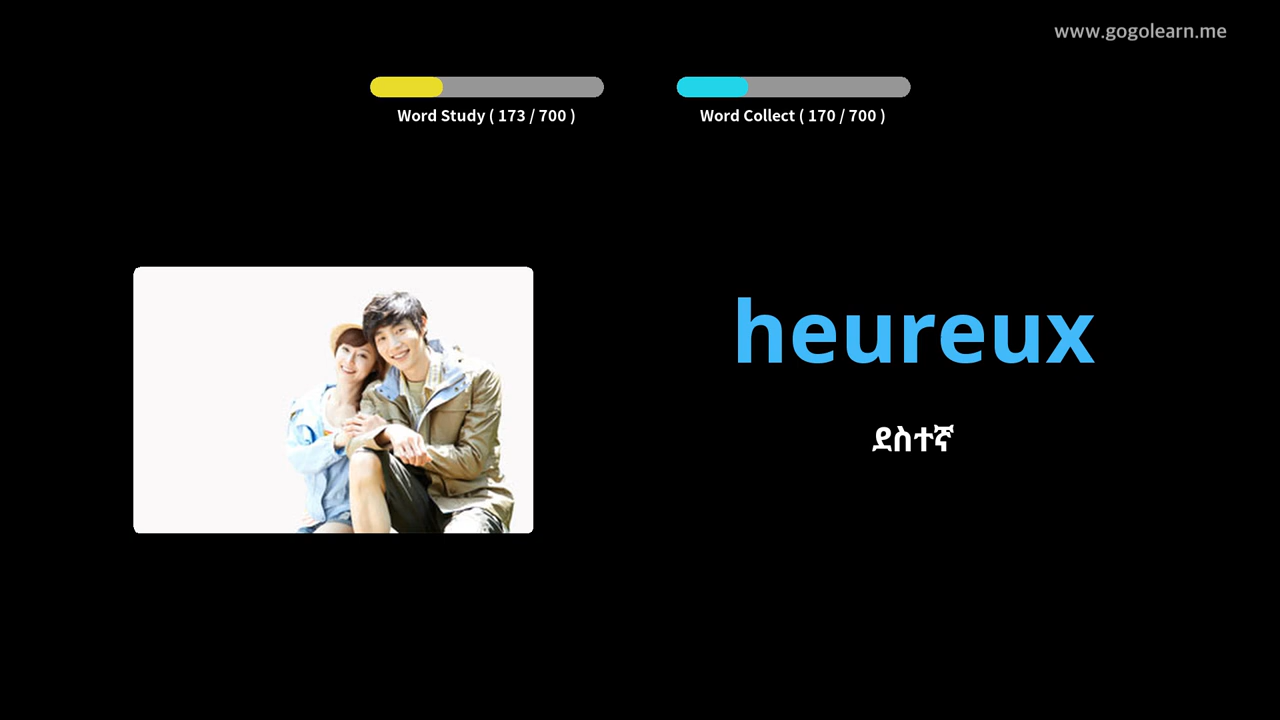 www.gogolearn.me
Word Study ( 173 / 700 )
Word Collect ( 170 / 700 )
heureux
ደስተኛ